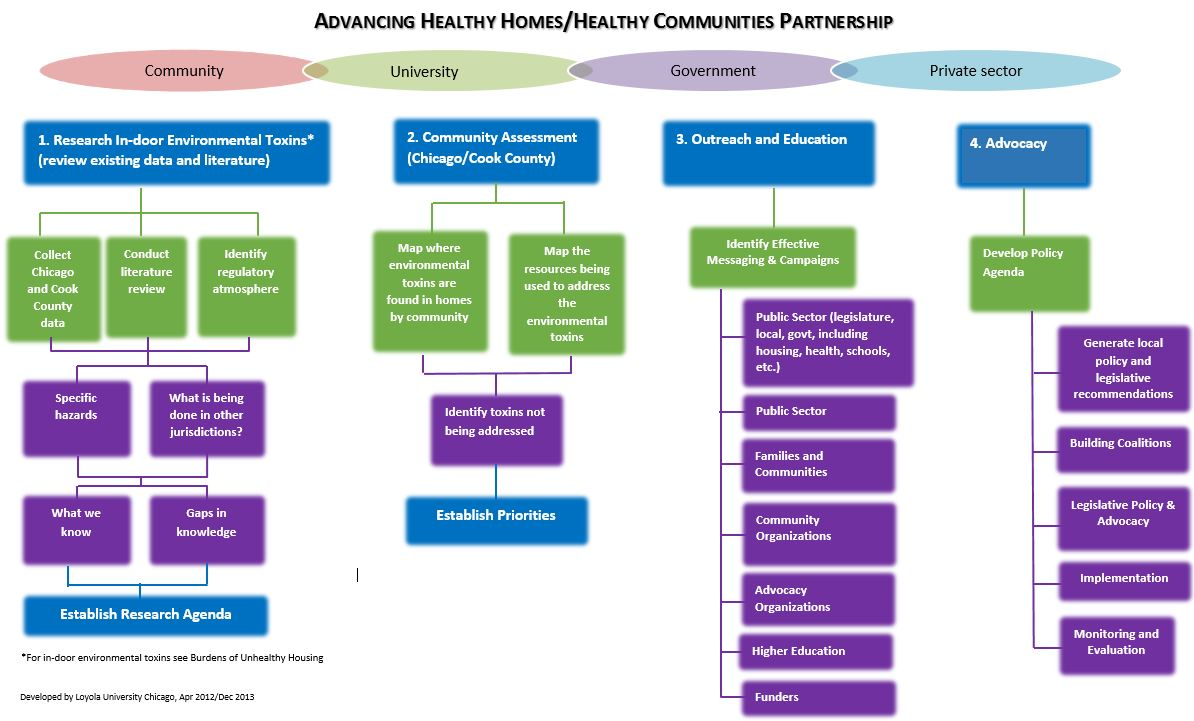 ADVANCING HEALTHY HOMES/HEALTHY COMMUNITIES PARTNERSHIP
Community
University
Government
Private sector
1. Research In-door Environmental Toxins*
(review existing data and literature)
Collect
Chicago
and Cook
County
data
Conduct
literature
review
Identify
regulatory
atmosphere
Specific
hazards
What is being
done in other
jurisdictions?
What we
know
Gaps in
knowledge
Establish Research Agenda
*For in-door environmental toxins see Burdens of Unhealthy Housing
Developed by Loyola University Chicago, Apr 2012/Dec 2013
2. Community Assessment
(Chicago/Cook County)
Map where
environmental
toxins are
found in homes
by community
Map the
resources being
used to address
the
environmental
toxins
Identify toxins not
being addressed
Establish Priorities
3. Outreach and Education
Identify Effective
Messaging & Campaigns
Public Sector (legislature,
local, govt, including
housing, health, schools,
etc.)
Public Sector
Families and
Communities
Community
Organizations
Advocacy
Organizations
Higher Education
Funders
4. Advocacy
Develop Policy
Agenda
Generate local
policy and
legislative
recommendations
Building Coalitions
Legislative Policy &
Advocacy
Implementation
Monitoring and
Evaluation